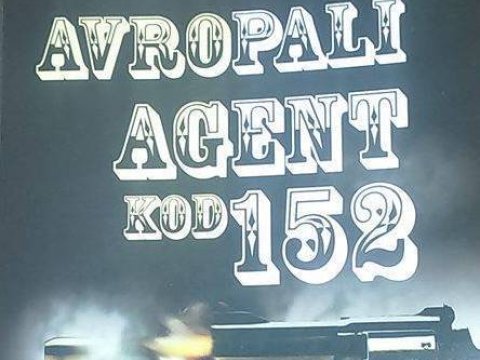 AVROPALI
AGENT
KOD 152